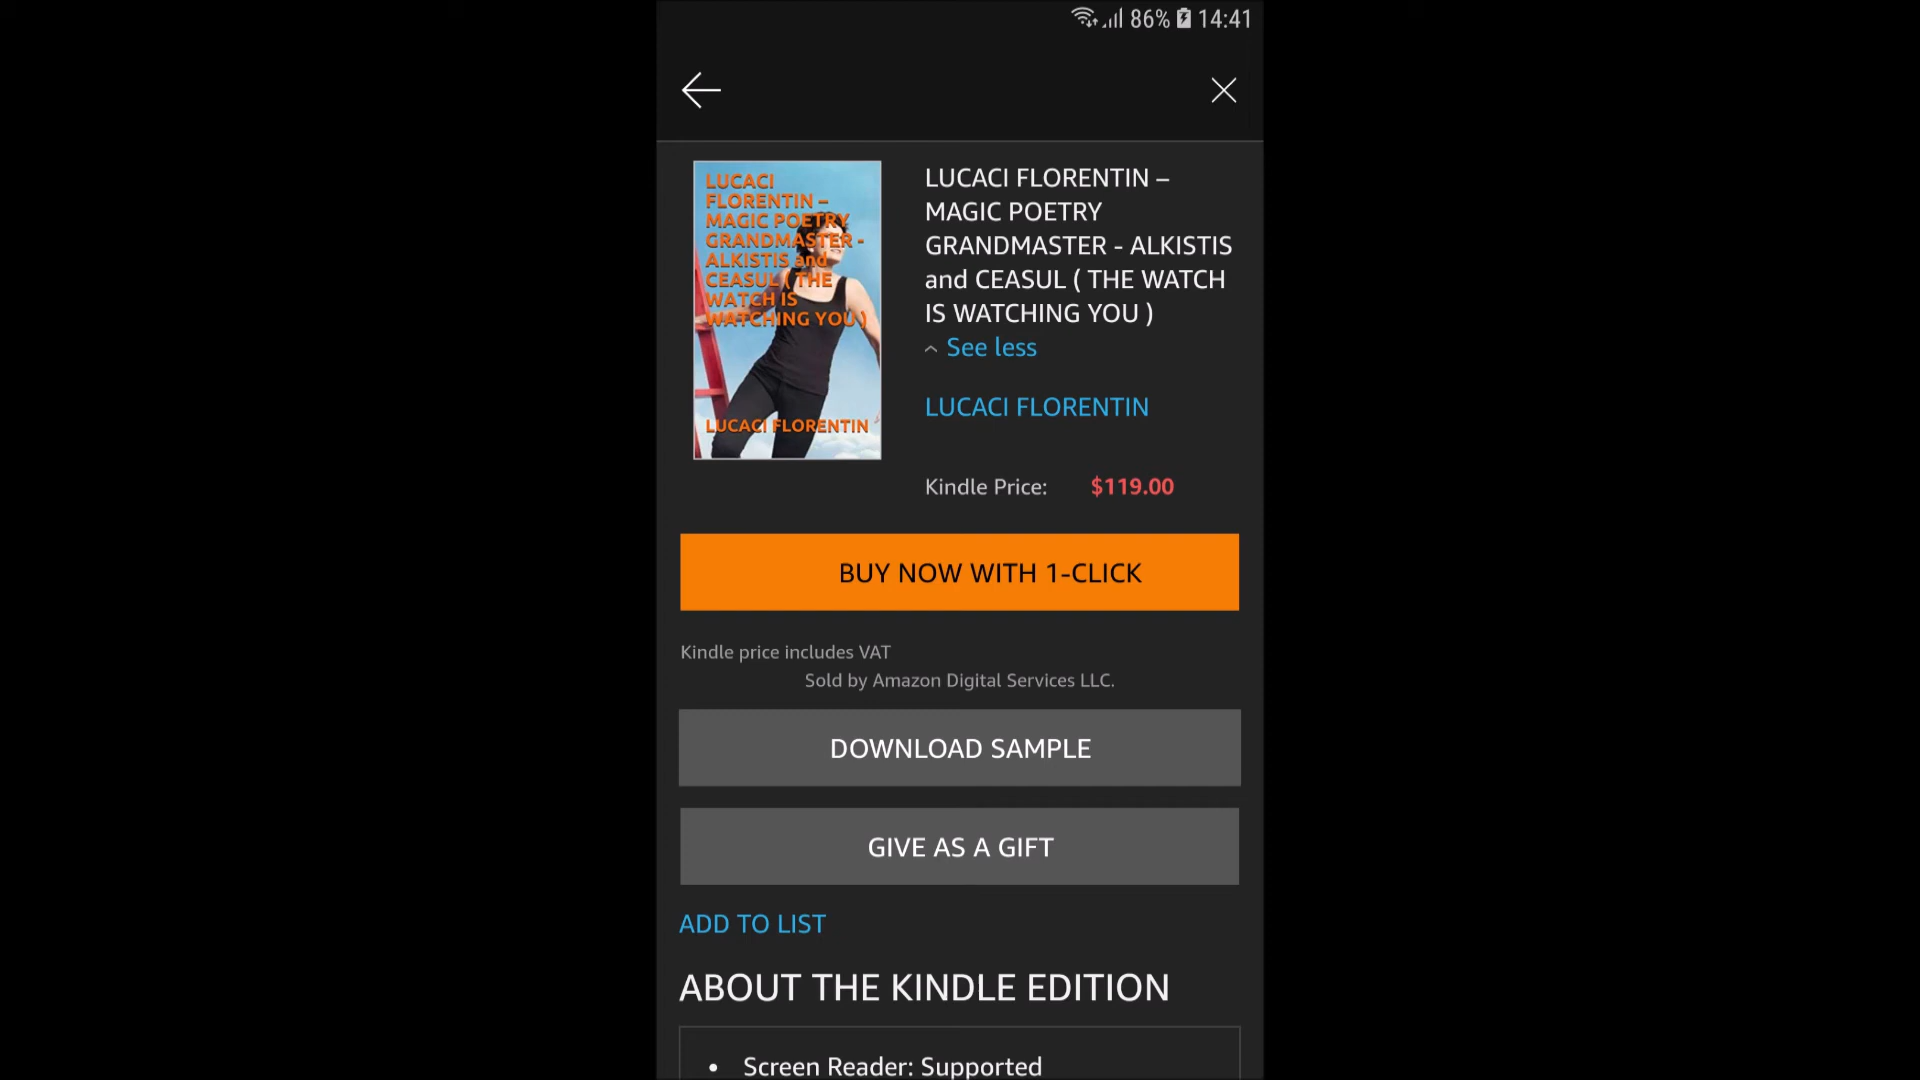 86% 14:41
LUCACI
FLORENTIN –
MAGIC POETRY
GRANDMASTER -
ALKISTIS and
CEASUL ( THE
WATCH IS
WATCHING YOU )
LUCACI FLORENTIN
LUCACI FLORENTIN –
MAGIC POETRY
GRANDMASTER - ALKISTIS
and CEASUL ( THE WATCH
IS WATCHING YOU )
See less
LUCACI FLORENTIN
Kindle Price: $119.00
BUY NOW WITH 1-CLICK
Kindle price includes VAT
Sold by Amazon Digital Services LLC.
DOWNLOAD SAMPLE
GIVE AS A GIFT
ADD TO LIST
ABOUT THE KINDLE EDITION
• Screen Reader: Supported